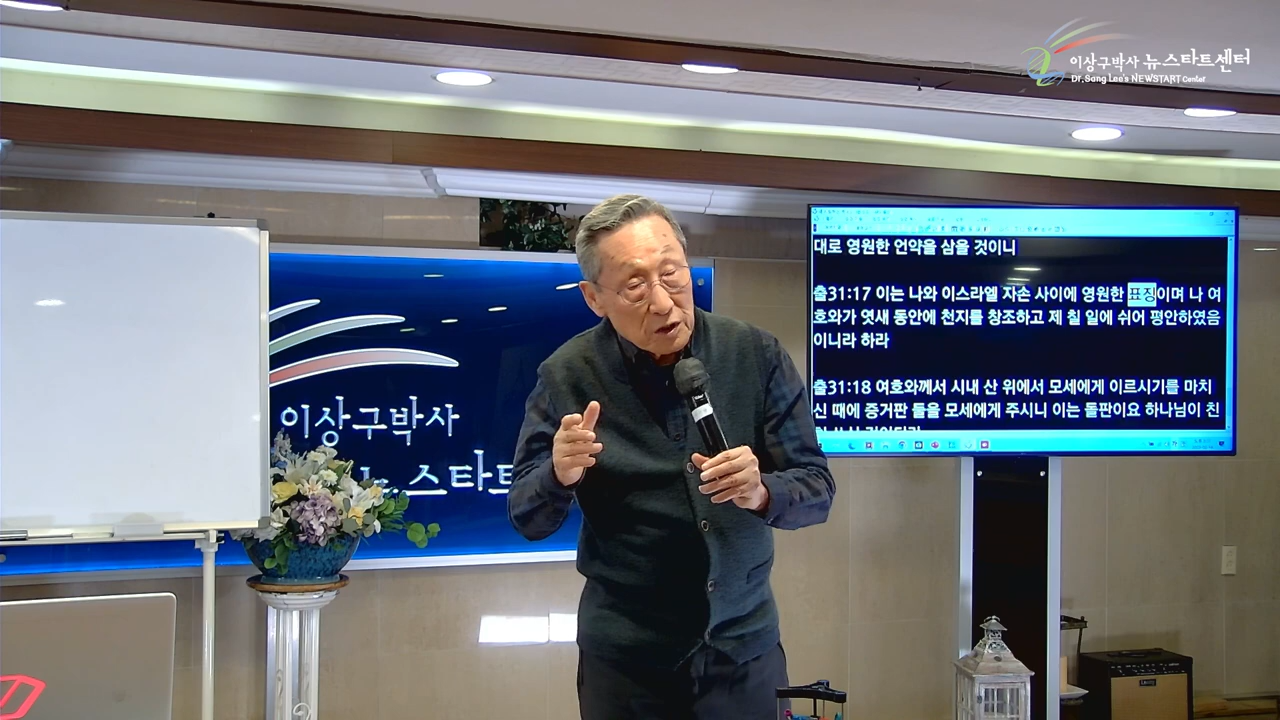 이상구박사 뉴스타트센터
Dr. Sang Lee's NEWSTART Center
대로 영원한 언약을 삼을 것이니
출31:17 이는 나와 이스라엘 자손 사이에 영원한 표징이며 나 여
호와가 엿새 동안에 천지를 창조하고 제 칠 일에 쉬어 평안하였음
이니라 하라
출31:18 여호와께서 시내 산 위에서 모세에게 이르시기를 마치
신 때에 증거판 둘을 모세에게 주시니 이는 돌판이요 하나님이 친
이상구박사
뉴스타트